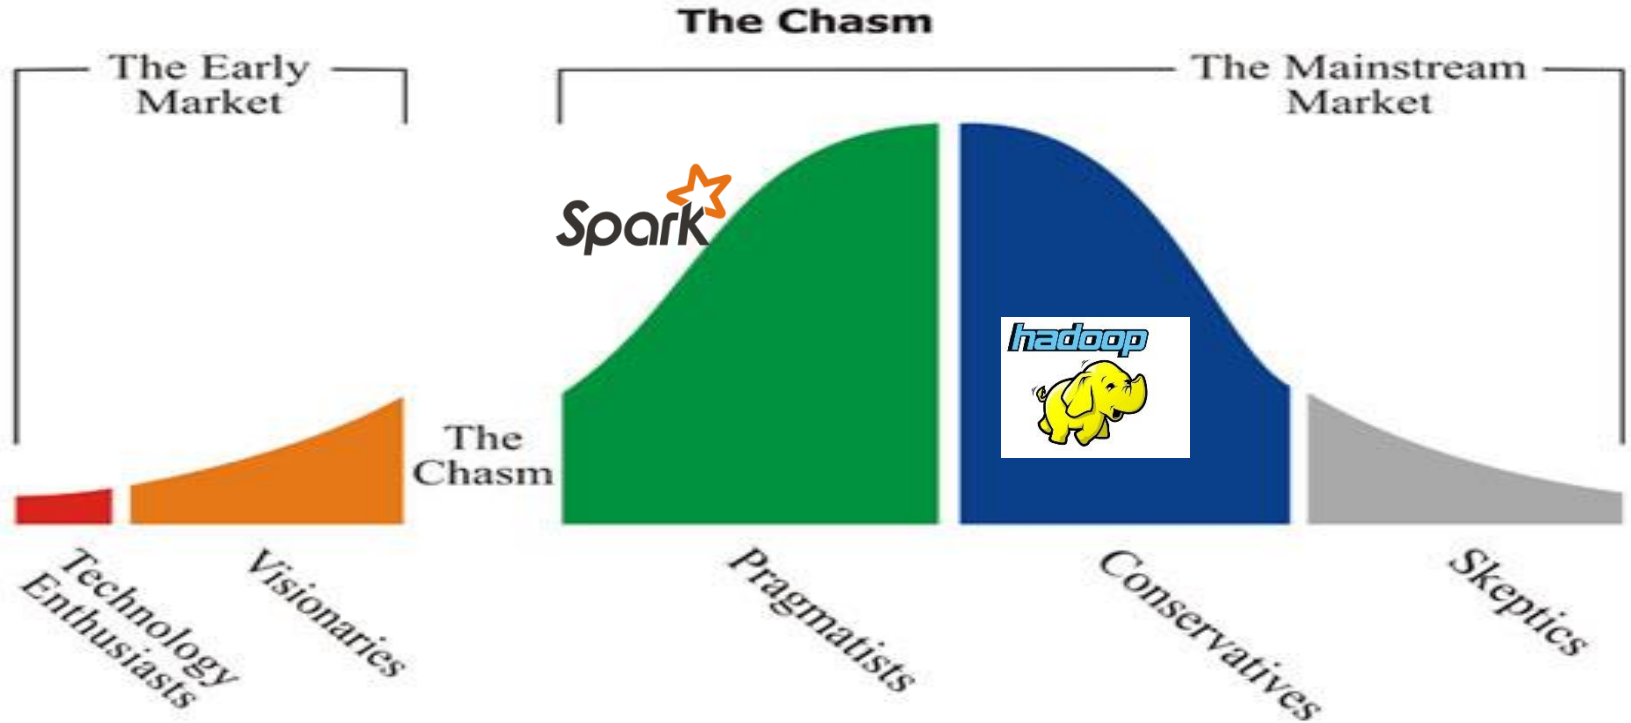 The Chasm
The Early
Market
The Mainstream
Market
Spark
hadoop
The
Chasm
Technology
Enthusiasts
Visionaries
Pragmatists
Conservatives
Skeptics